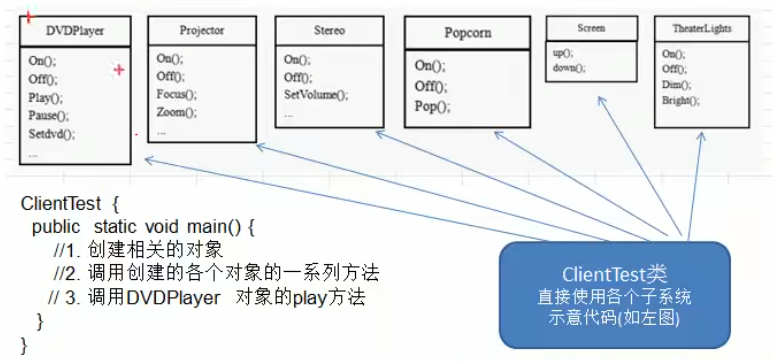 DVDPlayer
On();
Off();
Play();
Pause();
Setdvd();
...
Projector
On();
Off();
Focus();
Zoom();
...
Stereo
On();
Off();
SetVolume();
...
Popcorn
On();
Off();
Pop();
Screen
up();
down();
TheaterLights
On();
Off();
Dim();
Bright();
...
ClientTest {
public static void main() {
//1. 创建相关的对象
//2. 调用创建的各个对象的一系列方法
// 3. 调用DVDPlayer 对象的play方法
}
}
ClientTest类
直接使用各个子系统
示意代码(如左图)